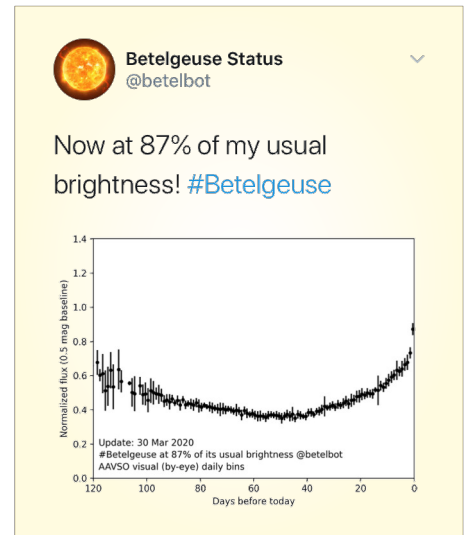 Betelgeuse Status
@betelbot
Now at 87% of my usual
brightness! #Betelgeuse
1.4
1.2
1.0
0.8
0.6
0.4
0.2
0.0
Normalized flux (0.5 mag baseline)
Update: 30 Mar 2020
#Betelgeuse at 87% of its usual brightness @betelbot
AAVSO visual (by-eye) daily bins
120 100 80 60 40 20 0
Days before today